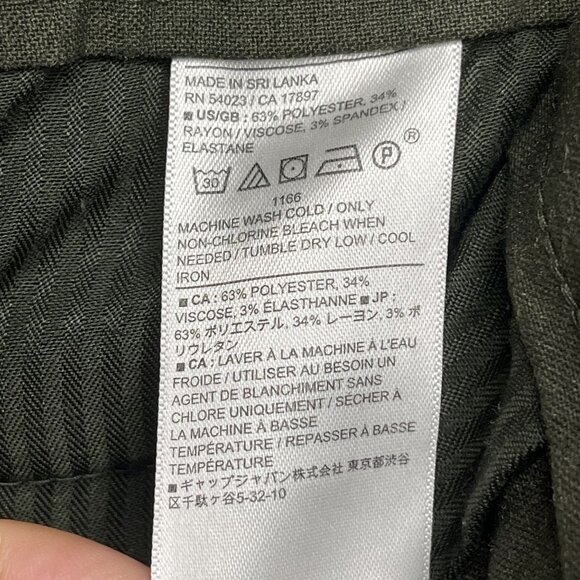 MADE IN SRI LANKA
RN 54023 / CA 17897
■ US/GB : 63% POLYESTER, 34%
RAYON / VISCOSE, 3% SPANDEX /
ELASTANE
30 P ®
1166
MACHINE WASH COLD / ONLY
NON-CHLORINE BLEACH WHEN
NEEDED / TUMBLE DRY LOW / COOL
IRON
■ CA : 63% POLYESTER, 34%
VISCOSE, 3% ÉLASTHANNE ■ JP :
63% ポリエステル, 34% レーヨン, 3% ポ
リウレタン
■ CA : LAVER À LA MACHINE À L'EAU
FROIDE / UTILISER AU BESOIN UN
AGENT DE BLANCHIMENT SANS
CHLORE UNIQUEMENT / SÉCHER À
LA MACHINE À BASSE
TEMPÉRATURE / REPASSER À BASSE
TEMPÉRATURE
■ ギャップジャパン株式会社 東京都渋谷
区千駄ヶ谷5-32-10